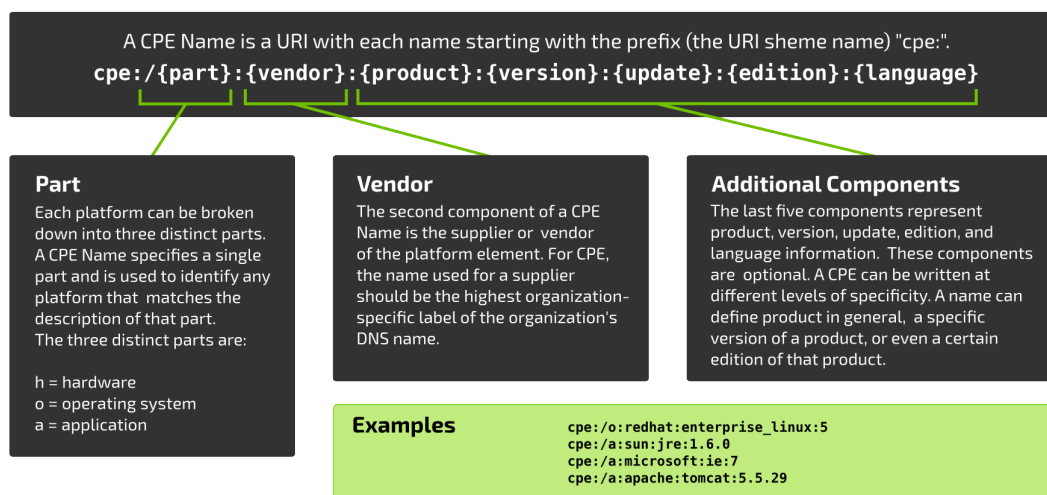 A CPE Name is a URI with each name starting with the prefix (the URI sheme name) "cpe:".
cpe:/{part}:{vendor}:{product}:{version}:{update}:{edition}:{language}
Part
Each platform can be broken
down into three distinct parts.
A CPE Name specifies a single
part and is used to identify any
platform that matches the
description of that part.
The three distinct parts are:
h = hardware
o = operating system
a = application
Vendor
The second component of a CPE
Name is the supplier or vendor
of the platform element. For CPE,
the name used for a supplier
should be the highest organization-
specific label of the organization's
DNS name.
Additional Components
The last five components represent
product, version, update, edition, and
language information. These components
are optional. A CPE can be written at
different levels of specificity. A name can
define product in general, a specific
version of a product, or even a certain
edition of that product.
Examples
cpe:/o:redhat:enterprise_linux:5
cpe:/a:sun:jre:1.6.0
cpe:/a:microsoft:ie:7
cpe:/a:apache:tomcat:5.5.29